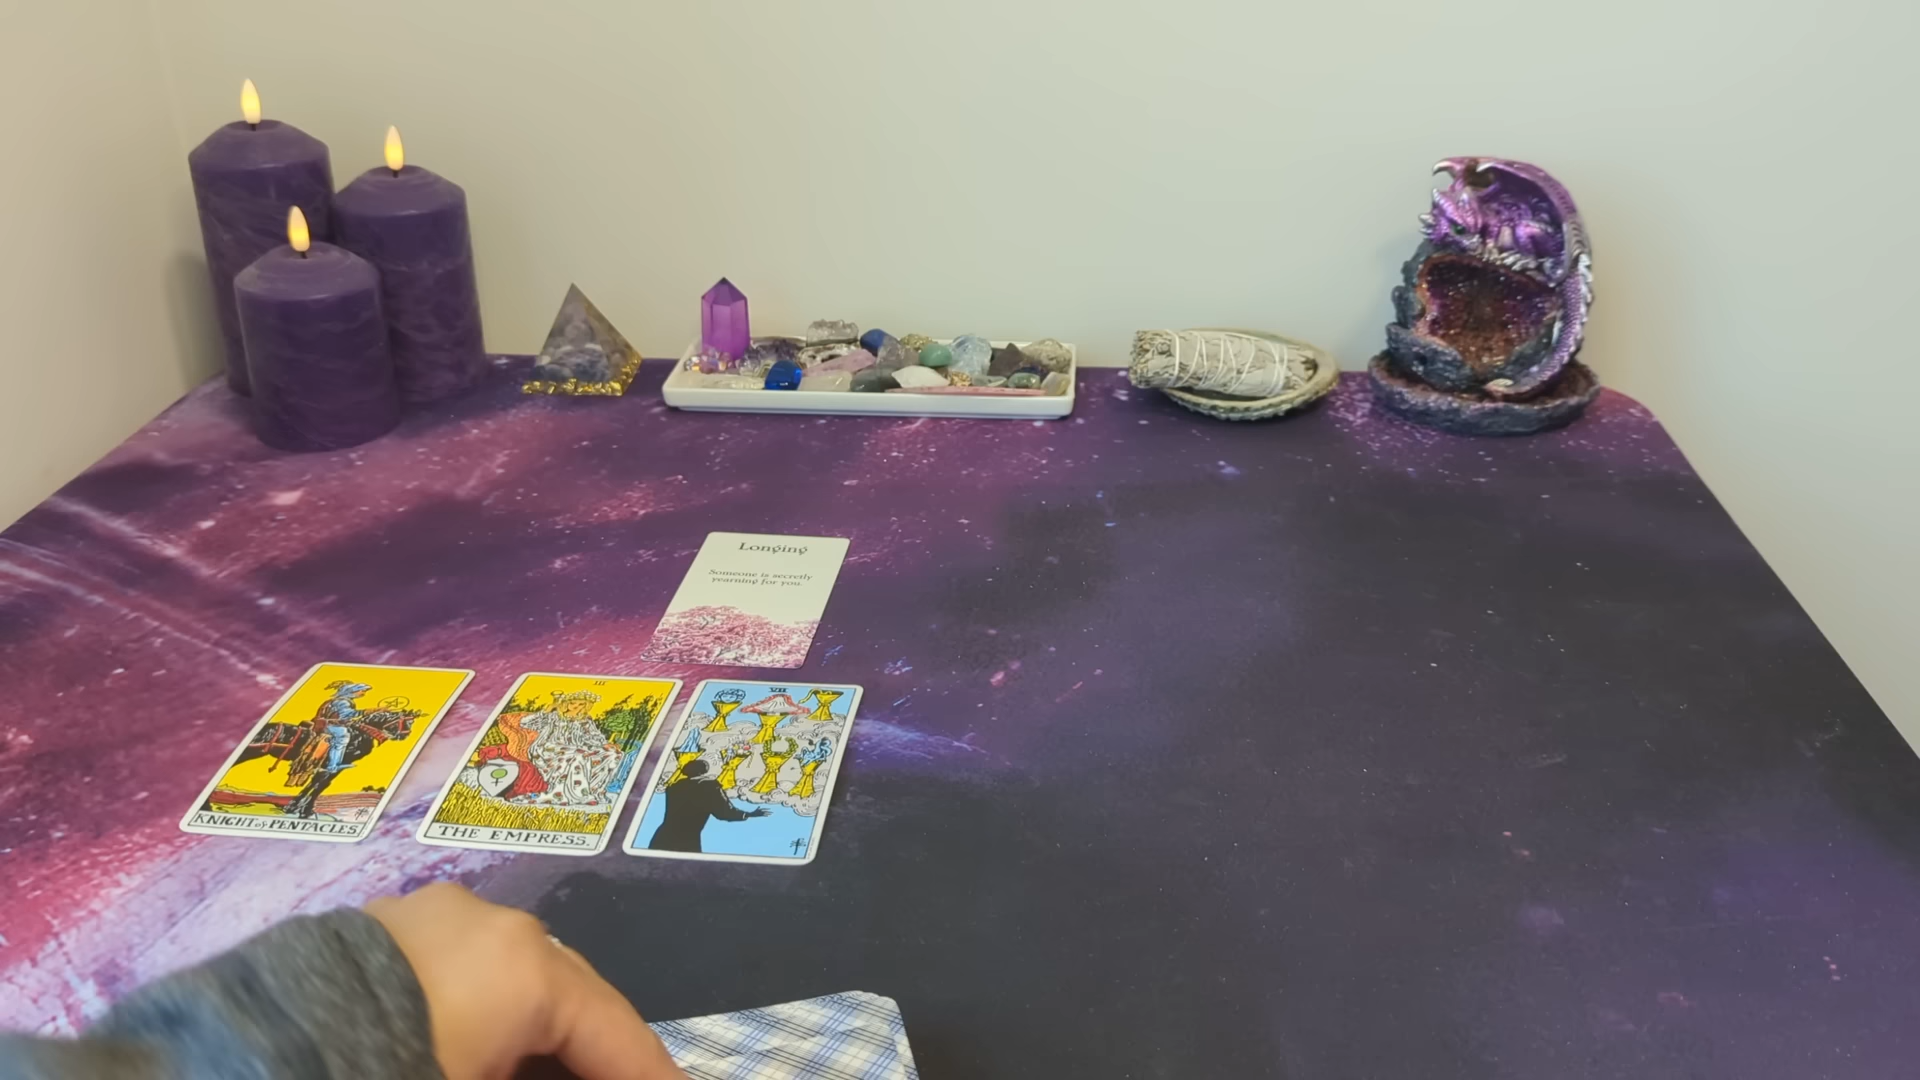 Longing
Someone is secretly
yearning for you.
KNIGHT of PENTACLES
III
THE EMPRESS.
VII